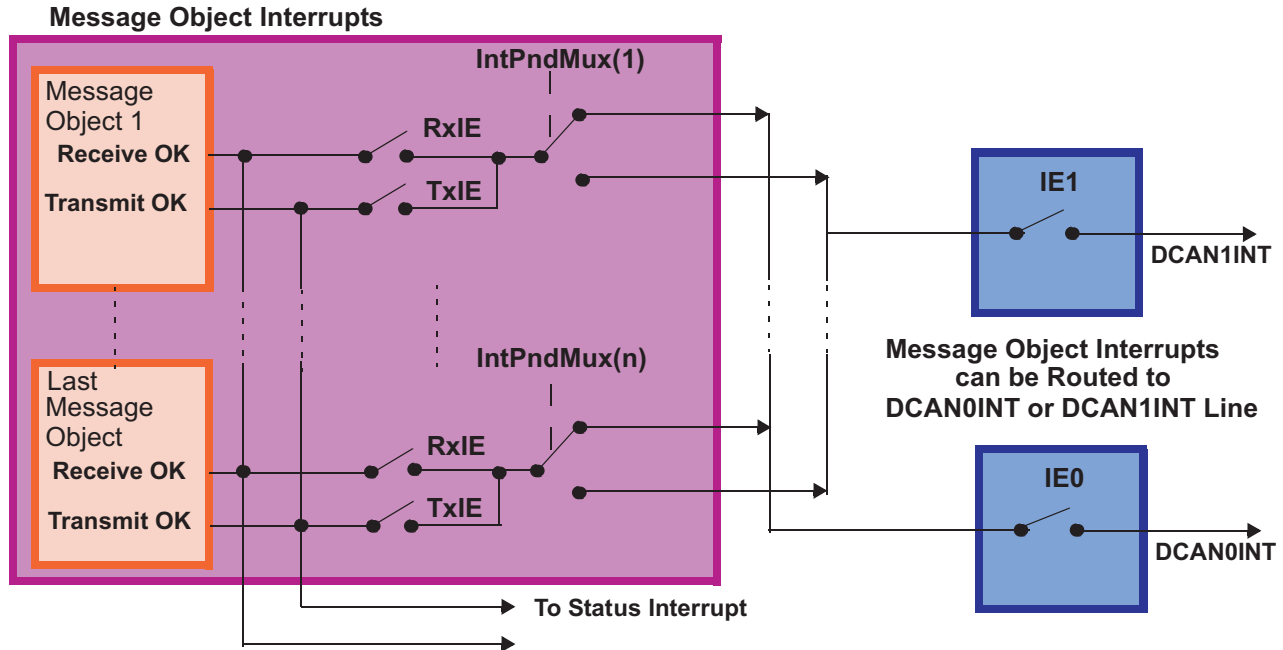 Message Object Interrupts
IntPndMux(1)
Message
Object 1
Receive OK
RxIE
Transmit OK
TxIE
IE1
DCAN1INT
IntPndMux(n)
Message Object Interrupts
can be Routed to
DCAN0INT or DCAN1INT Line
Last
Message
Object
Receive OK
RxIE
Transmit OK
TxIE
IE0
DCAN0INT
To Status Interrupt